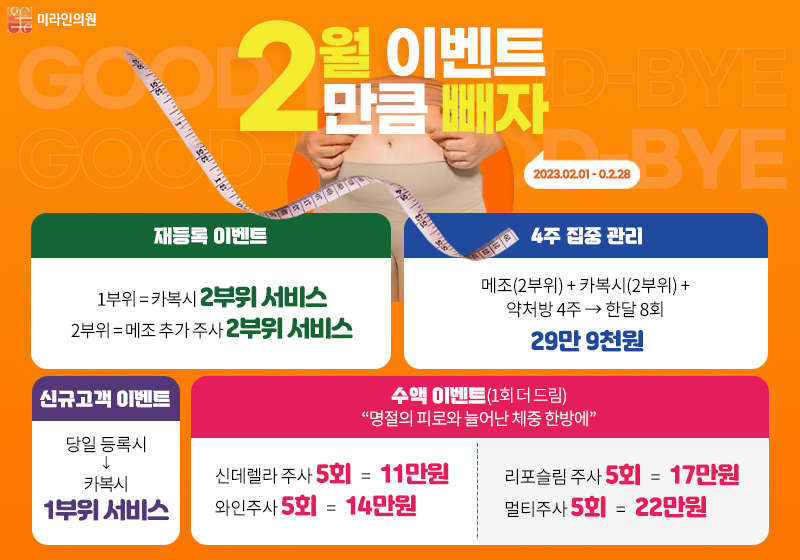 미라인의원
2월 이벤트
만큼 빼자
GOOD-BYE
GOOD-BYE
2023.02.01 - 0.2.28
재등록 이벤트
1부위 = 카복시 2부위 서비스
2부위 = 메조 추가 주사 2부위 서비스
4주 집중 관리
메조(2부위) + 카복시(2부위) +
약처방 4주 → 한달 8회
29만 9천원
신규고객 이벤트
당일 등록시
↓
카복시
1부위 서비스
수액 이벤트(1회 더 드림)
“명절의 피로와 늘어난 체중 한방에”
신데렐라 주사 5회 = 11만원
와인주사 5회 = 14만원
리포슬림 주사 5회 = 17만원
멀티주사 5회 = 22만원